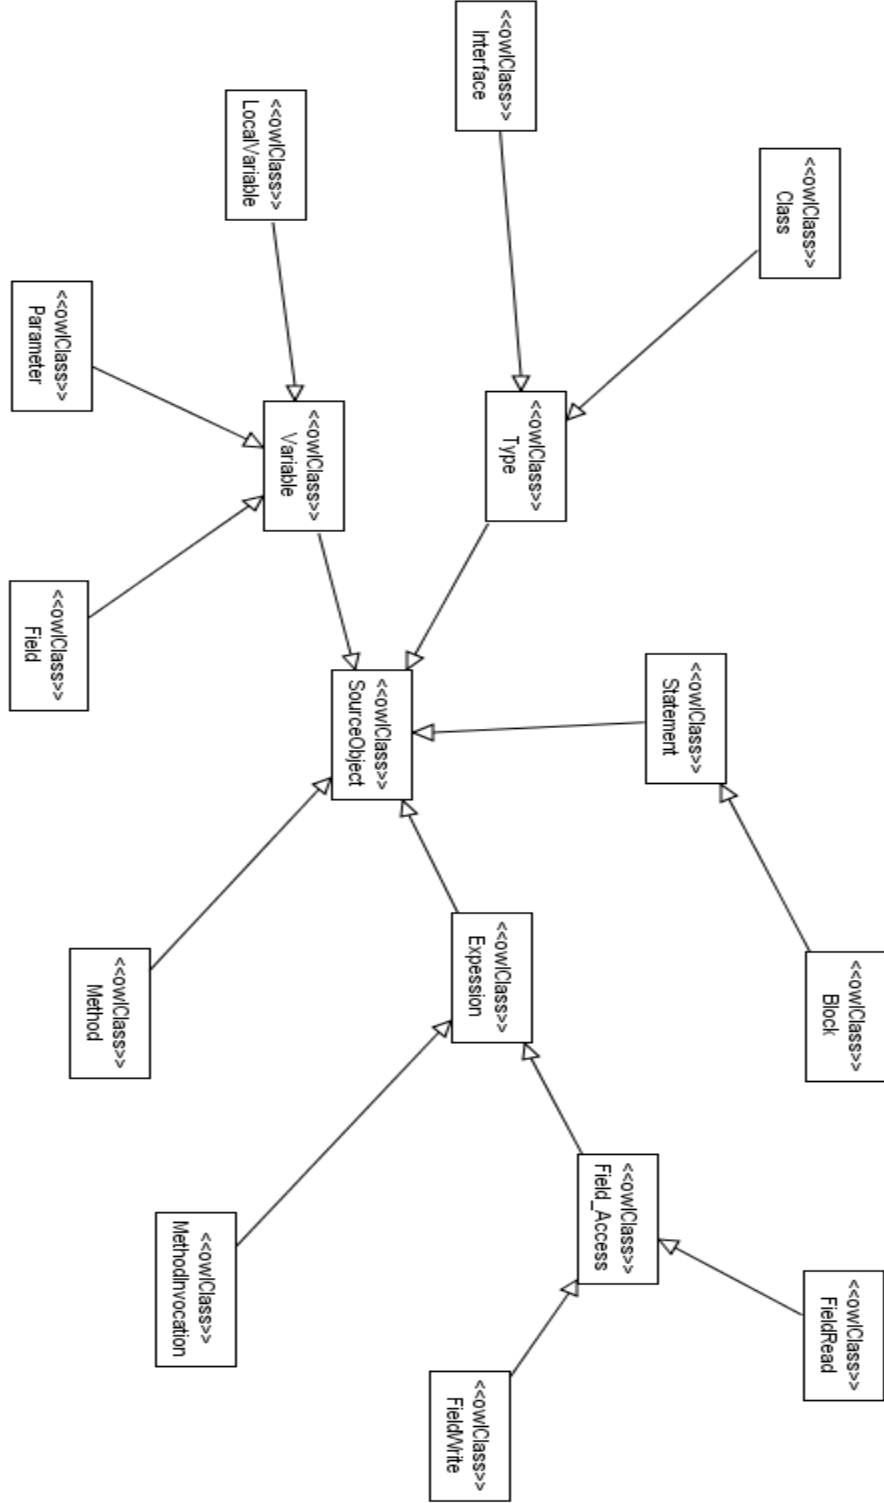 <<owlClass>>
Block
<<owlClass>>
FieldRead
<<owlClass>>
Class
<<owlClass>>
Statement
<<owlClass>>
Field_Access
<<owlClass>>
Type
<<owlClass>>
Interface
<<owlClass>>
Expession
<<owlClass>>
FieldWrite
<<owlClass>>
SourceObject
<<owlClass>>
Variable
<<owlClass>>
LocalVariable
<<owlClass>>
MethodInvocation
<<owlClass>>
Method
<<owlClass>>
Parameter
<<owlClass>>
Field